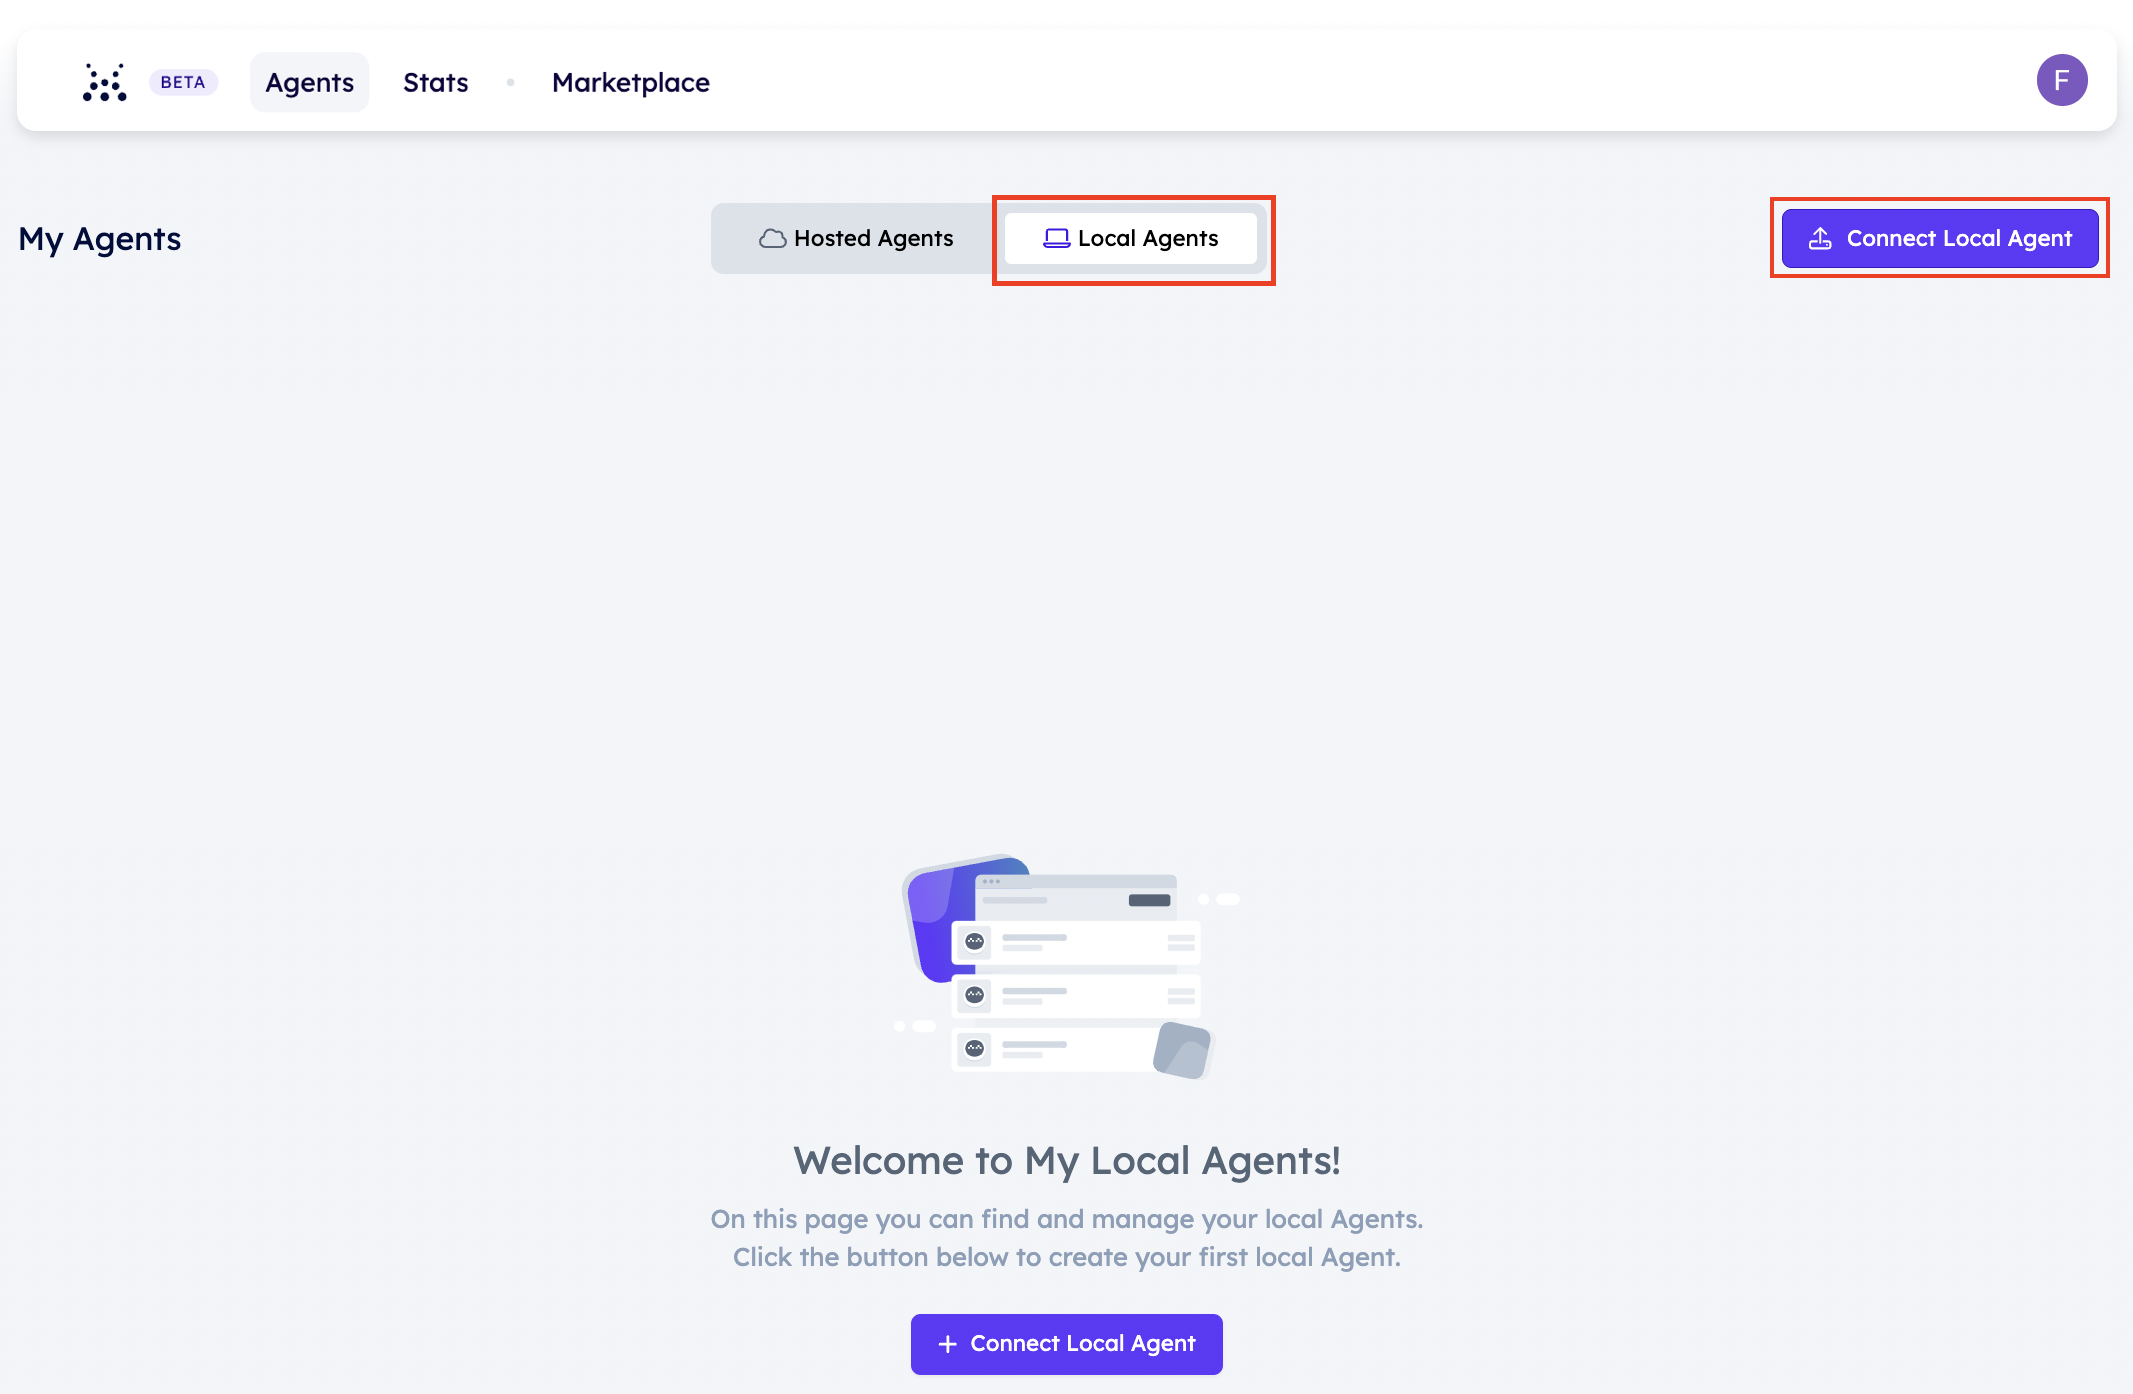 BETA
Agents
Stats
Marketplace
F
My Agents
Hosted Agents
Local Agents
Connect Local Agent
Welcome to My Local Agents!
On this page you can find and manage your local Agents.
Click the button below to create your first local Agent.
+ Connect Local Agent